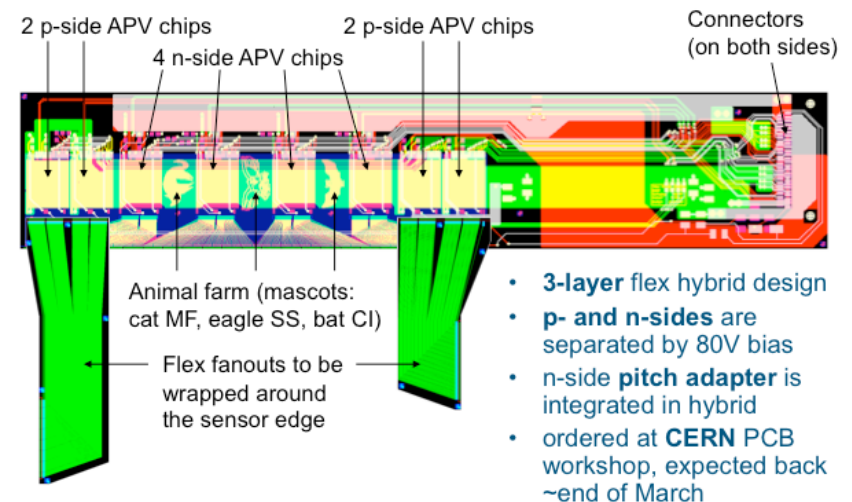 2 p-side APV chips
4 n-side APV chips
2 p-side APV chips
Connectors
(on both sides)
Animal farm (mascots:
cat MF, eagle SS, bat CI)
Flex fanouts to be
wrapped around
the sensor edge
• 3-layer flex hybrid design
• p- and n-sides are
separated by 80V bias
• n-side pitch adapter is
integrated in hybrid
• ordered at CERN PCB
workshop, expected back
~end of March